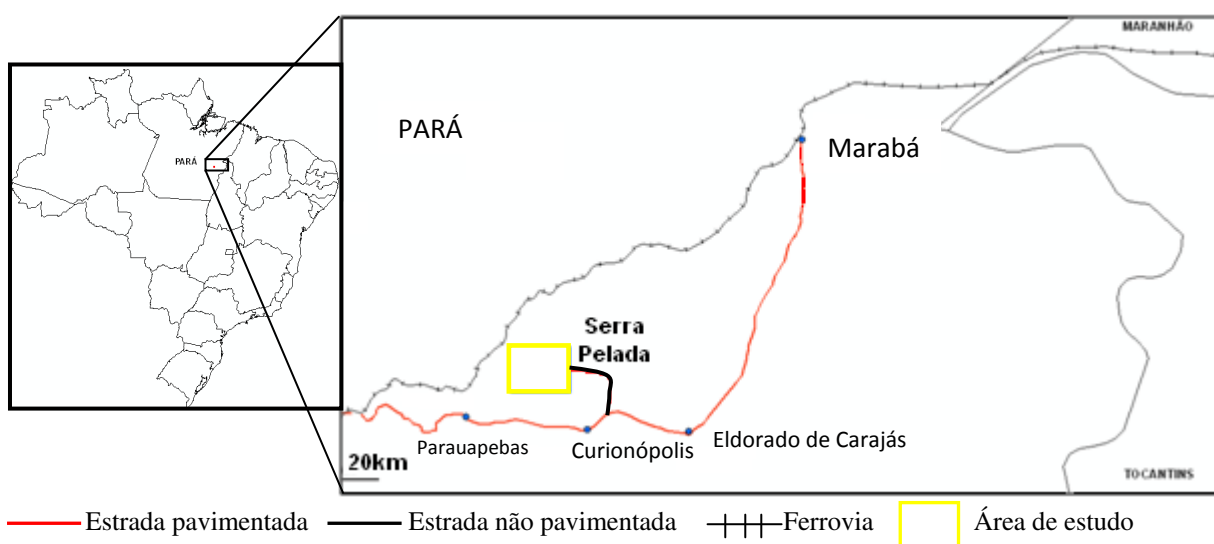 MARANHÃO
PARÁ
PARÁ
Marabá
Serra
Pelada
Parauapebas
Curionópolis
Eldorado de Carajás
20km
TOCANTINS
Estrada pavimentada
Estrada não pavimentada
Ferrovia
Área de estudo